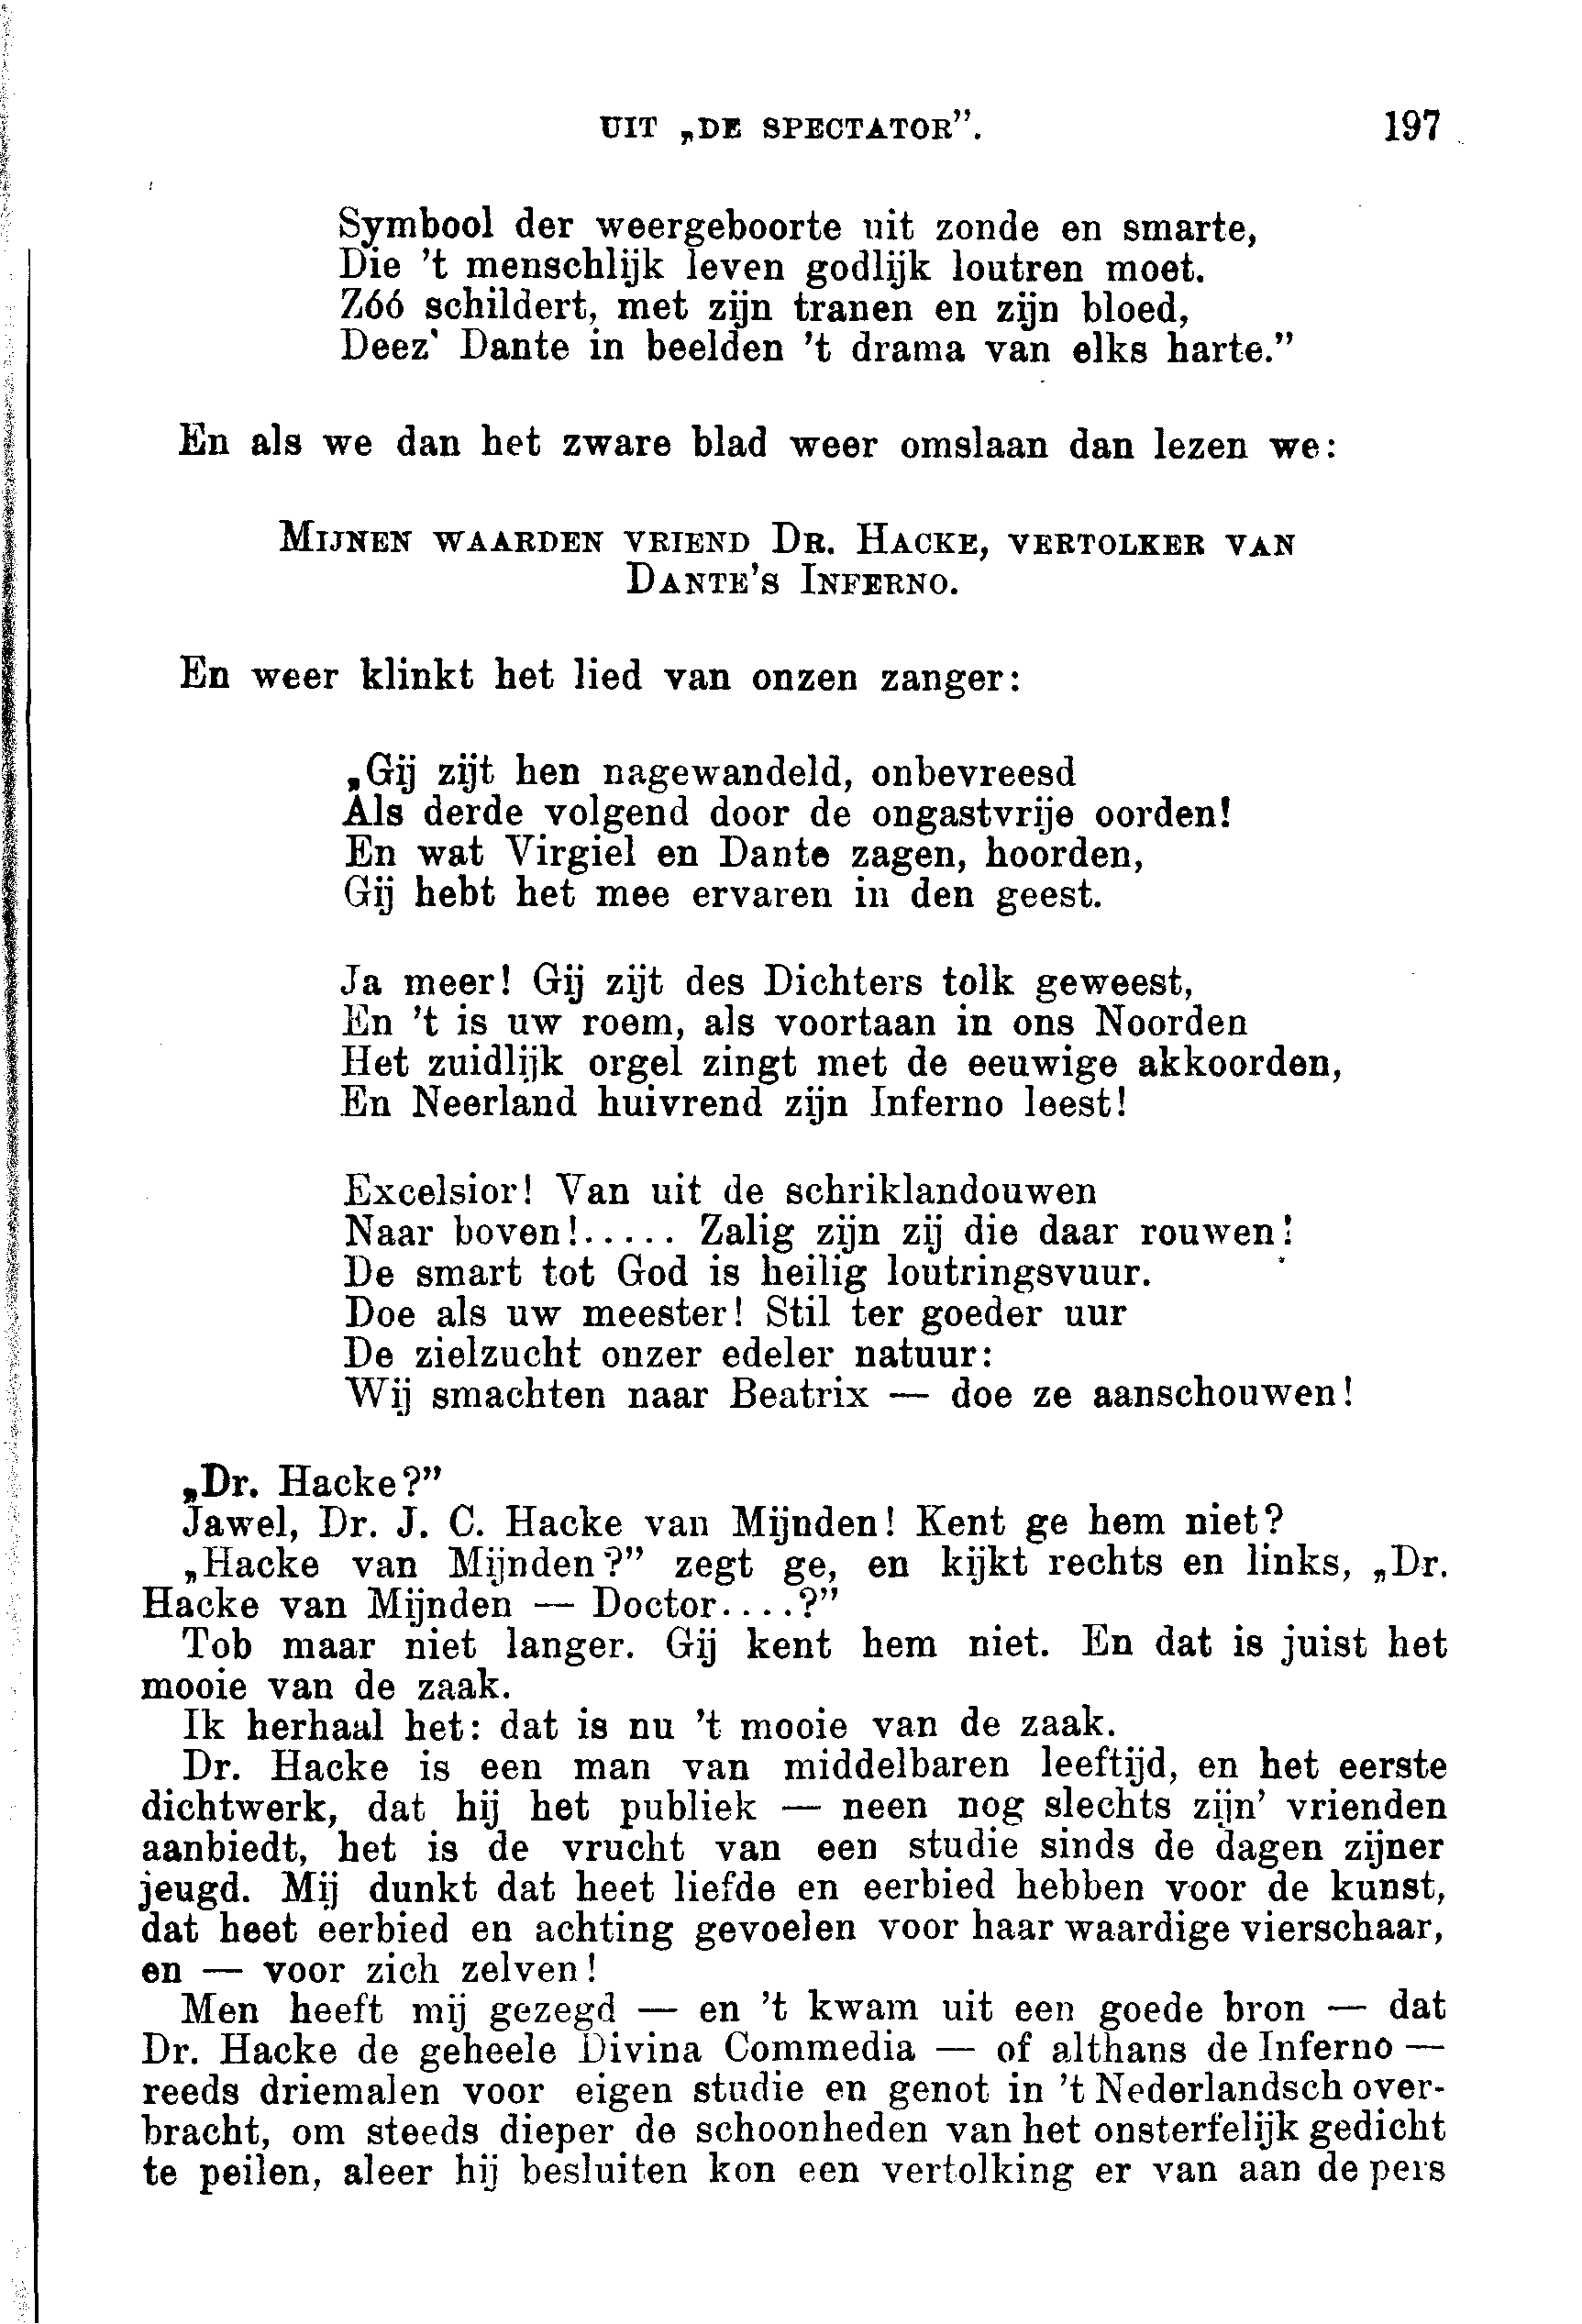 UIT „DE SPECTATOR”. 197
Symbool der weergeboorte uit zonde en smarte,
Die ’t menschlijk leven godlijk loutren moet.
Zóó schildert, met zijn tranen en zijn bloed,
Deez’ Dante in beelden ’t drama van elks harte.”
En als we dan het zware blad weer omslaan dan lezen we:
MIJNEN WAARDEN VRIEND DR. HACKE, VERTOLKER VAN
DANTE’S INFERNO.
En weer klinkt het lied van onzen zanger:
„Gij zijt hen nagewandeld, onbevreesd
Als derde volgend door de ongastvrije oorden!
En wat Virgiel en Dante zagen, hoorden,
Gij hebt het mee ervaren in den geest.
Ja meer! Gij zijt des Dichters tolk geweest,
En ’t is uw roem, als voortaan in ons Noorden
Het zuidlijk orgel zingt met de eeuwige akkoorden,
En Neerland huivrend zijn Inferno leest!
Excelsior! Van uit de schriklandouwen
Naar boven!..... Zalig zijn zij die daar rouwen!
De smart tot God is heilig loutringsvuur.
Doe als uw meester! Stil ter goeder uur
De zielzucht onzer edeler natuur:
Wij smachten naar Beatrix — doe ze aanschouwen!
„Dr. Hacke?”
Jawel, Dr. J. C. Hacke van Mijnden! Kent ge hem niet?
„Hacke van Mijnden?” zegt ge, en kijkt rechts en links, „Dr.
Hacke van Mijnden — Doctor....?”
Tob maar niet langer. Gij kent hem niet. En dat is juist het
mooie van de zaak.
Ik herhaal het: dat is nu ’t mooie van de zaak.
Dr. Hacke is een man van middelbaren leeftijd, en het eerste
dichtwerk, dat hij het publiek — neen nog slechts zijn’ vrienden
aanbiedt, het is de vrucht van een studie sinds de dagen zijner
jeugd. Mij dunkt dat heet liefde en eerbied hebben voor de kunst,
dat heet eerbied en achting gevoelen voor haar waardige vierschaar,
en — voor zich zelven!
Men heeft mij gezegd — en ’t kwam uit een goede bron — dat
Dr. Hacke de geheele Divina Commedia — of althans de Inferno —
reeds driemalen voor eigen studie en genot in ’t Nederlandsch over-
bracht, om steeds dieper de schoonheden van het onsterfelijk gedicht
te peilen, aleer hij besluiten kon een vertolking er van aan de pers